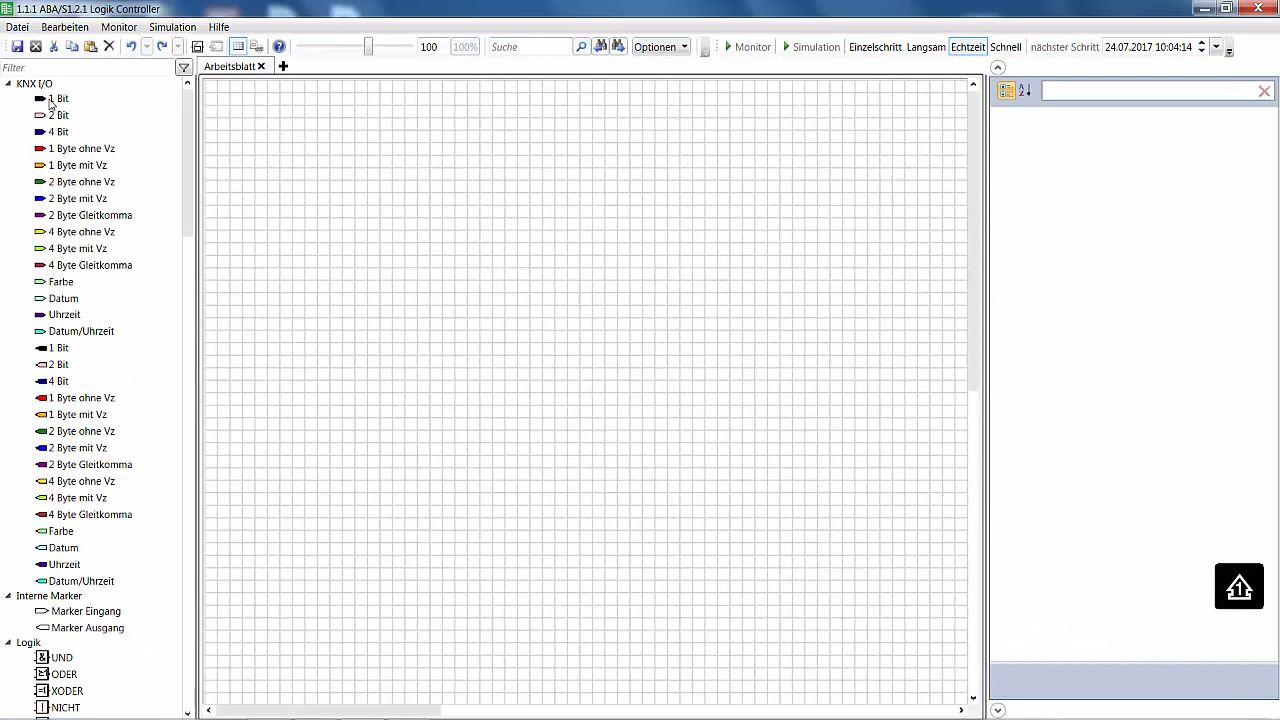 1.1.1 ABA/S1.2.1 Logik Controller
Datei Bearbeiten Monitor Simulation Hilfe
100 100% Suche Optionen Monitor Simulation Einzelschritt Langsam Echtzeit Schnell nächster Schritt 24.07.2017 10:04:14
Filter
Arbeitsblatt
KNX I/O
1 Bit
2 Bit
4 Bit
1 Byte ohne Vz
1 Byte mit Vz
2 Byte ohne Vz
2 Byte mit Vz
2 Byte Gleitkomma
4 Byte ohne Vz
4 Byte mit Vz
4 Byte Gleitkomma
Farbe
Datum
Uhrzeit
Datum/Uhrzeit
1 Bit
2 Bit
4 Bit
1 Byte ohne Vz
1 Byte mit Vz
2 Byte ohne Vz
2 Byte mit Vz
2 Byte Gleitkomma
4 Byte ohne Vz
4 Byte mit Vz
4 Byte Gleitkomma
Farbe
Datum
Uhrzeit
Datum/Uhrzeit
Interne Marker
Marker Eingang
Marker Ausgang
Logik
& UND
ODER
=1 XODER
1 NICHT
1